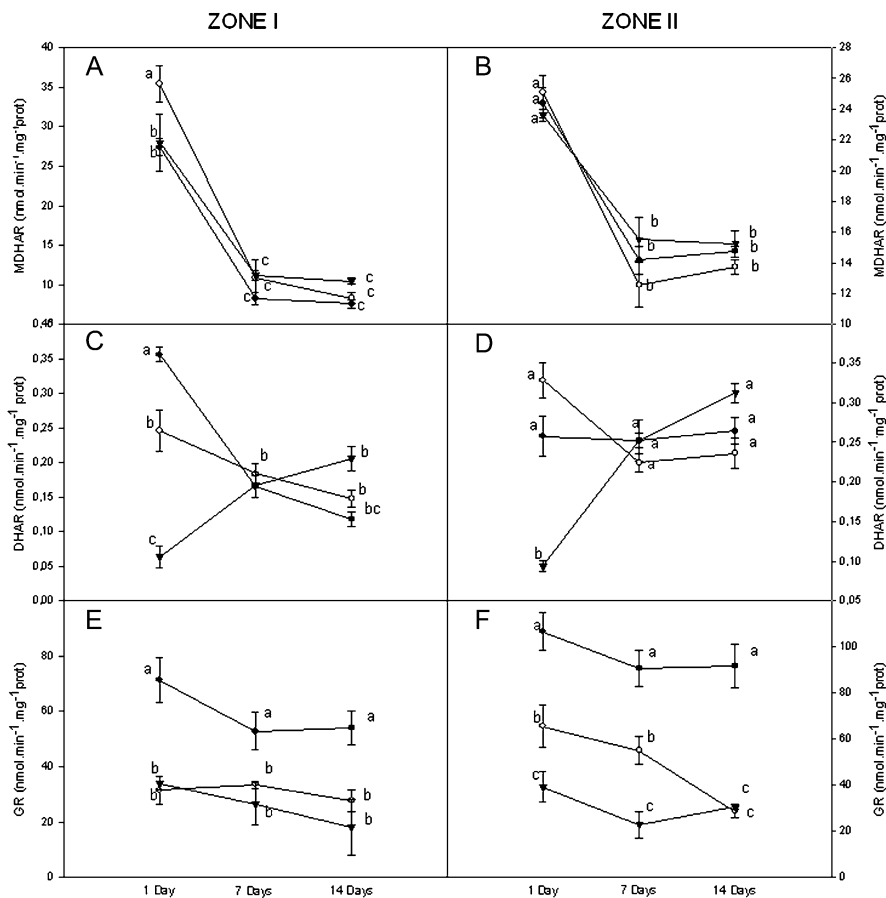 ZONE I
ZONE II
A
40
35
30
25
20
15
10
MDHAR (nmol.min⁻¹.mg⁻¹prot)
a
b
b
c
c
c
c
c
c
B
28
26
24
22
20
18
16
14
12
10
MDHAR (nmol.min⁻¹.mg⁻¹prot)
a
a
a
b
b
b
b
b
b
C
0,40
0,35
0,30
0,25
0,20
0,15
0,10
0,05
0,00
DHAR (nmol.min⁻¹.mg⁻¹ prot)
a
b
c
b
b
b
bc
D
0,35
0,30
0,25
0,20
0,15
0,10
0,05
DHAR (nmol.min⁻¹.mg⁻¹ prot)
a
a
b
a
a
a
a
a
a
E
80
60
40
20
0
GR (nmol.min⁻¹.mg⁻¹prot)
a
b
b
a
b
b
a
b
b
F
100
80
60
40
20
0
GR (nmol.min⁻¹.mg⁻¹prot)
a
b
c
a
b
c
a
c
c
1 Day
7 Days
14 Days
1 Day
7 Days
14 Days